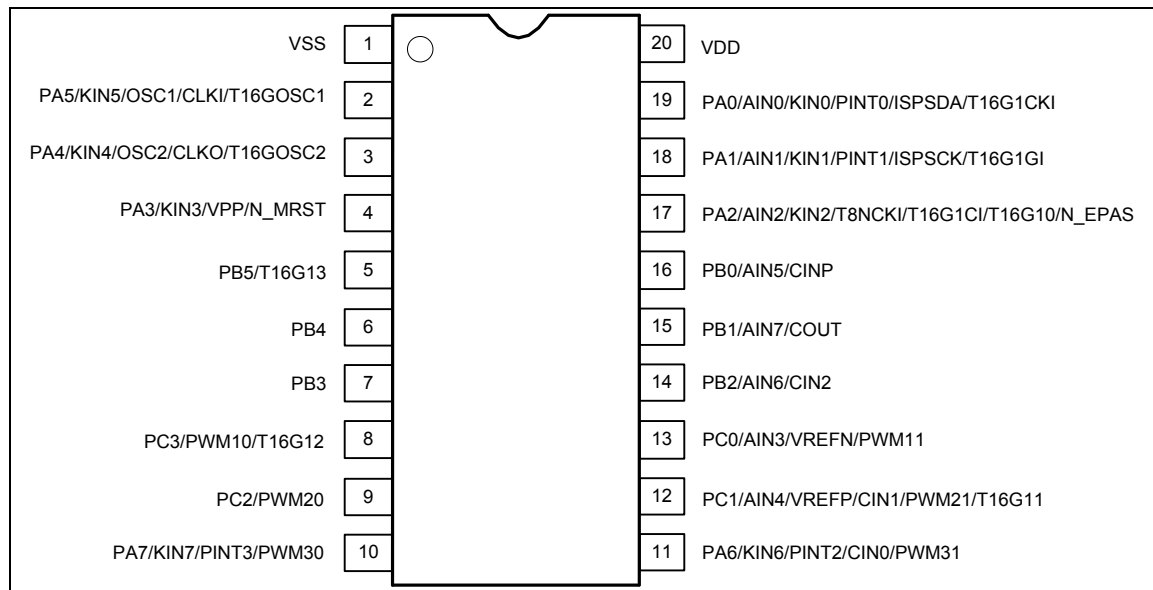 VSS 1 20 VDD
PA5/KIN5/OSC1/CLKI/T16GOSC1 2 19 PA0/AIN0/KIN0/PINT0/ISPSDA/T16G1CKI
PA4/KIN4/OSC2/CLKO/T16GOSC2 3 18 PA1/AIN1/KIN1/PINT1/ISPSCK/T16G1GI
PA3/KIN3/VPP/N_MRST 4 17 PA2/AIN2/KIN2/T8NCKI/T16G1CI/T16G10/N_EPAS
PB5/T16G13 5 16 PB0/AIN5/CINP
PB4 6 15 PB1/AIN7/COUT
PB3 7 14 PB2/AIN6/CIN2
PC3/PWM10/T16G12 8 13 PC0/AIN3/VREFN/PWM11
PC2/PWM20 9 12 PC1/AIN4/VREFP/CIN1/PWM21/T16G11
PA7/KIN7/PINT3/PWM30 10 11 PA6/KIN6/PINT2/CIN0/PWM31